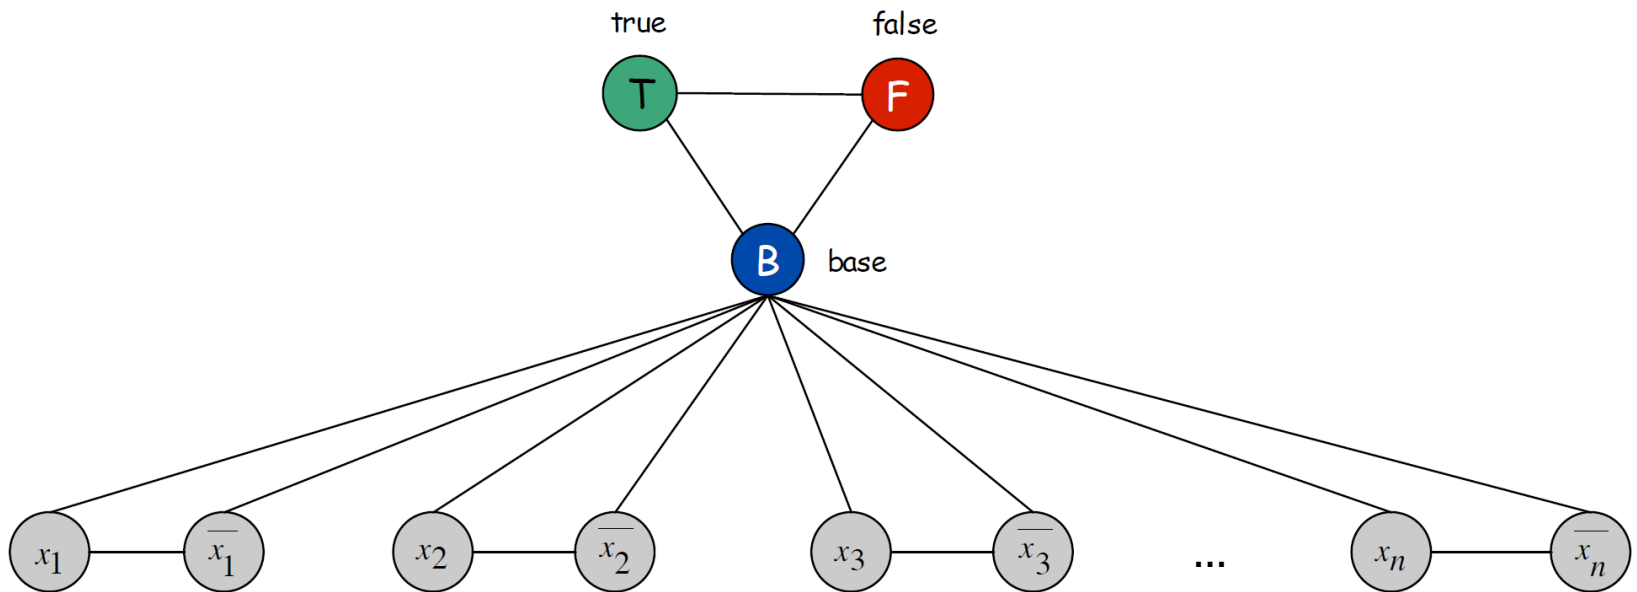 true false
T F
B base
x₁ x̅₁ x₂ x̅₂ x₃ x̅₃ ... xₙ x̅ₙ